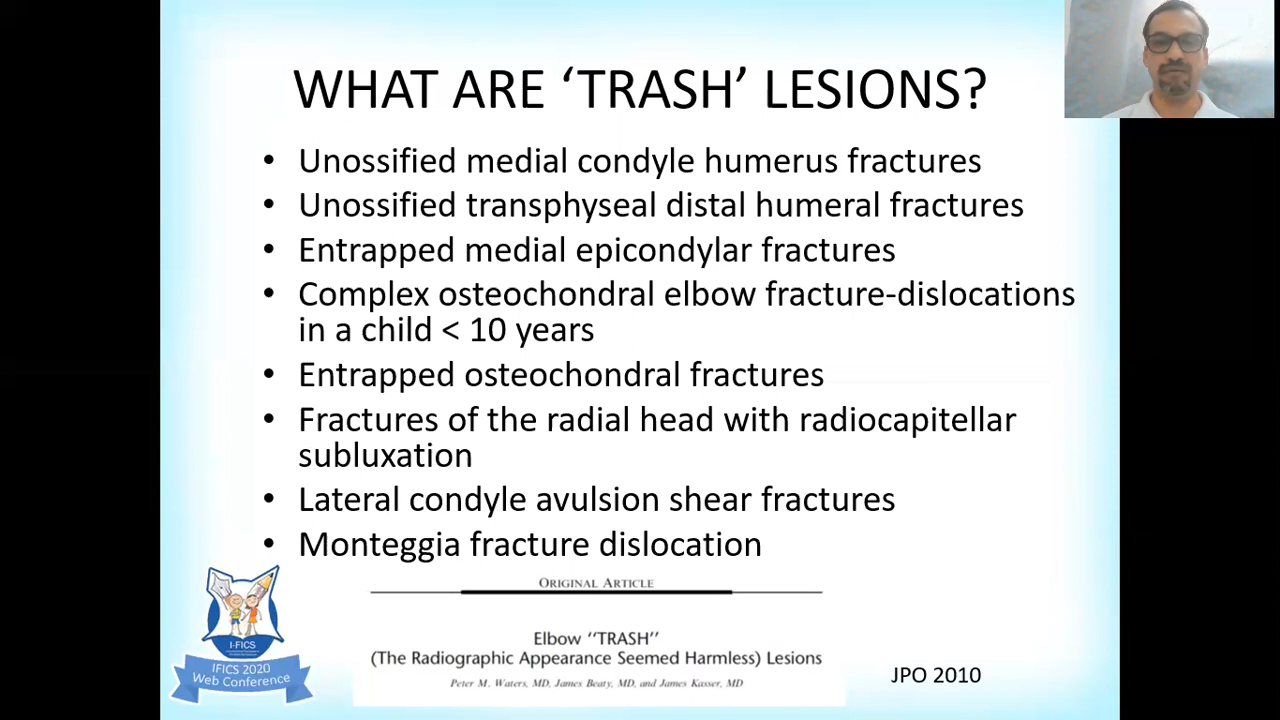 WHAT ARE ‘TRASH’ LESIONS?
• Unossified medial condyle humerus fractures
• Unossified transphyseal distal humeral fractures
• Entrapped medial epicondylar fractures
• Complex osteochondral elbow fracture-dislocations
in a child < 10 years
• Entrapped osteochondral fractures
• Fractures of the radial head with radiocapitellar
subluxation
• Lateral condyle avulsion shear fractures
• Monteggia fracture dislocation
ORIGINAL ARTICLE
Elbow ‘‘TRASH’’
(The Radiographic Appearance Seemed Harmless) Lesions
Peter M. Waters, MD, James Beaty, MD, and James Kasser, MD
JPO 2010
I-FICS
IFICS 2020
Web Conference